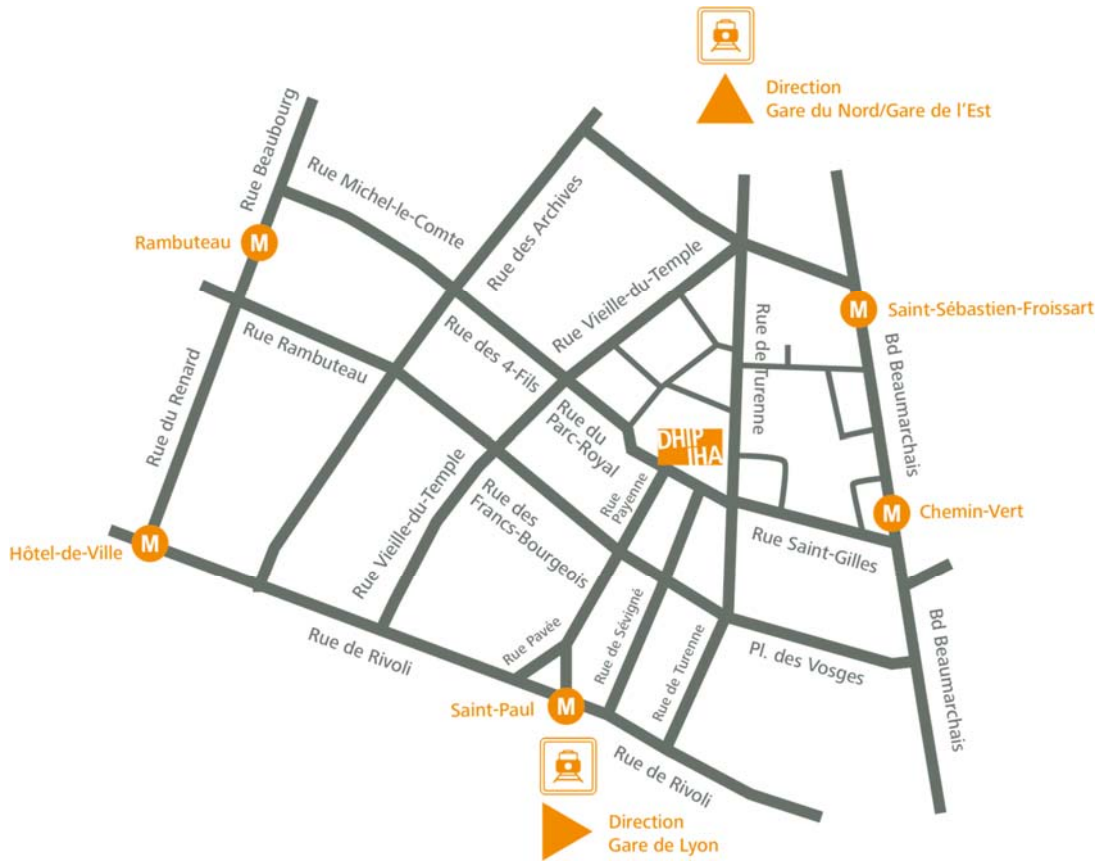 Direction
Gare du Nord/Gare de l'Est
Rue Beaubourg
Rue Michel-le-Comte
Rue des Archives
Rambuteau
M
Rue Vieille-du-Temple
M
Saint-Sébastien-Froissart
Rue Rambuteau
Rue des 4-Fils
Rue de Turenne
Bd Beaumarchais
Rue du Renard
Rue du
Parc-Royal
DHIP
IHA
Rue
Payenne
M
Chemin-Vert
Hôtel-de-Ville
M
Rue Vieille-du-Temple
Rue des
Francs-Bourgeois
Rue Saint-Gilles
Rue de Rivoli
Rue Pavée
Rue de Sévigné
Rue de Turenne
Pl. des Vosges
Bd Beaumarchais
Saint-Paul
M
Rue de Rivoli
Direction
Gare de Lyon